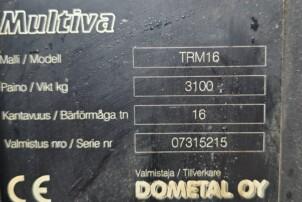 Multiva
Malli / Modell TRM16
Paino / Vikt kg 3100
Kantavuus / Bärförmåga tn 16
Valmistus nro / Serie nr 07315215
Valmistaja / Tillverkare
CE DOMETAL OY